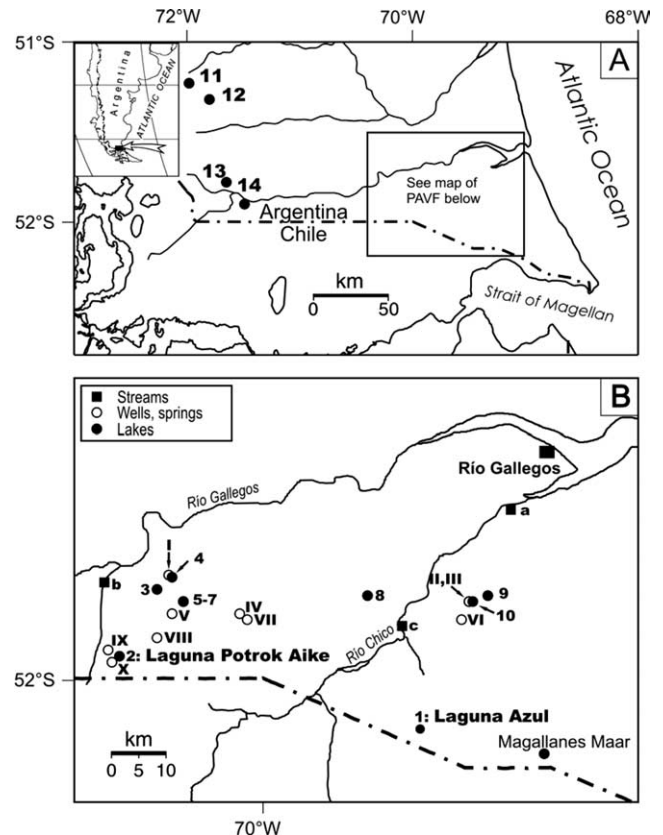 72°W
70°W
68°W
51°S
A
Argentina
ATLANTIC OCEAN
11
12
Atlantic Ocean
13
14
See map of
PAVF below
52°S
Argentina
Chile
km
0 50
Strait of Magellan
B
Streams
Wells, springs
Lakes
Río Gallegos
Río Gallegos
a
I
4
b
3
5-7
8
II,III
9
10
IV
V
VII
VI
c
VIII
IX
Río Chico
2: Laguna Potrok Aike
X
52°S
1: Laguna Azul
Magallanes Maar
km
0 10
70°W